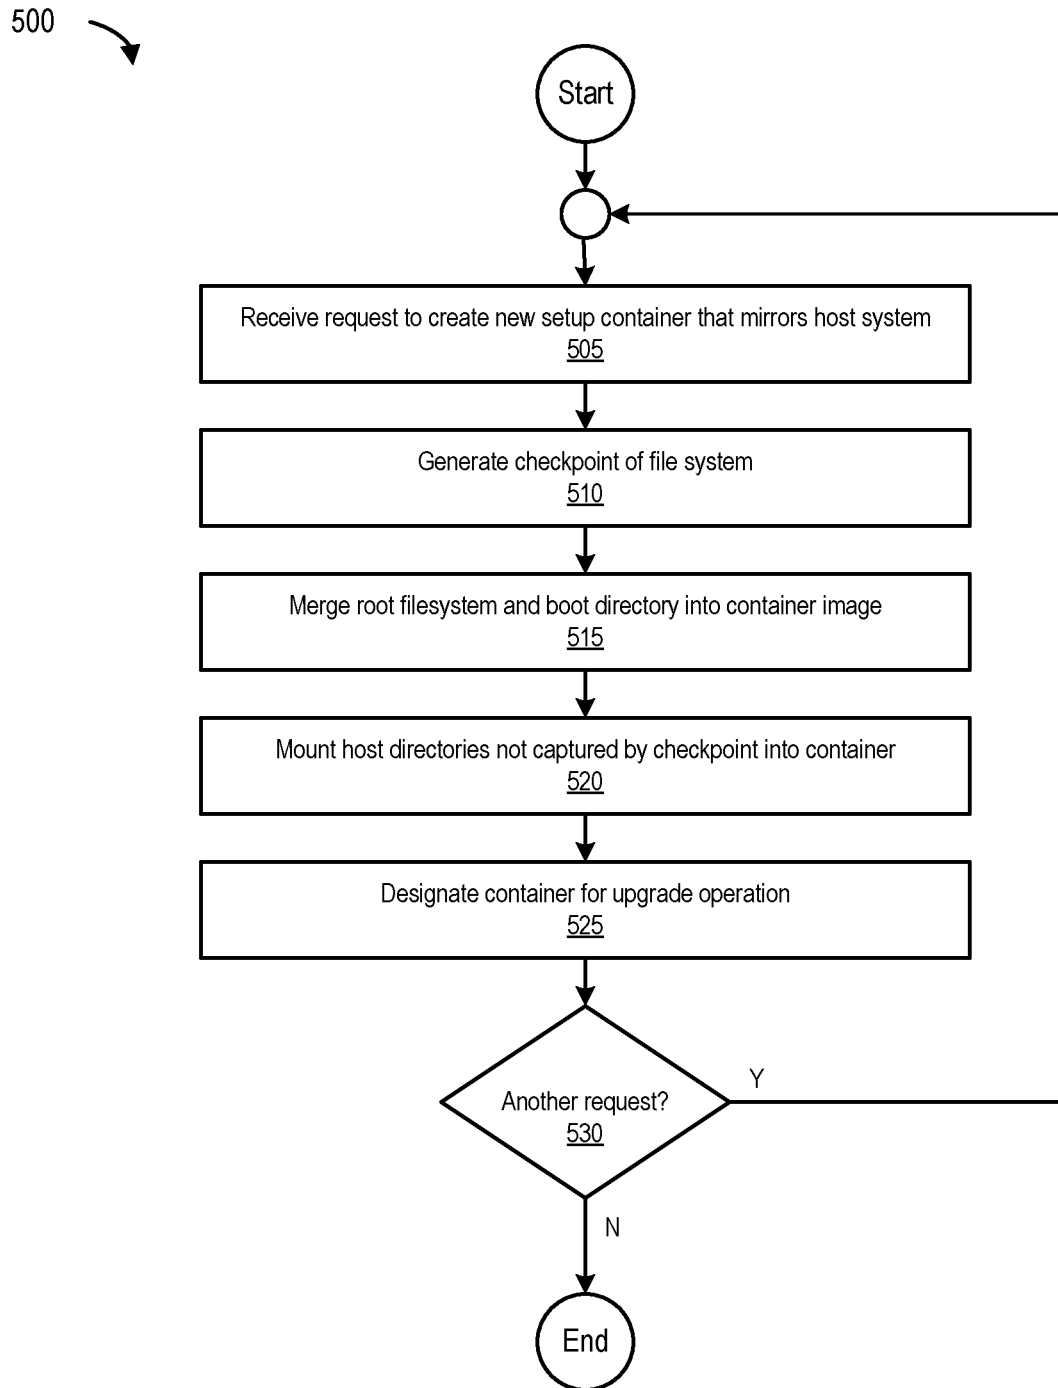 500
Start
Receive request to create new setup container that mirrors host system
505
Generate checkpoint of file system
510
Merge root filesystem and boot directory into container image
515
Mount host directories not captured by checkpoint into container
520
Designate container for upgrade operation
525
Another request?
530
Y
N
End